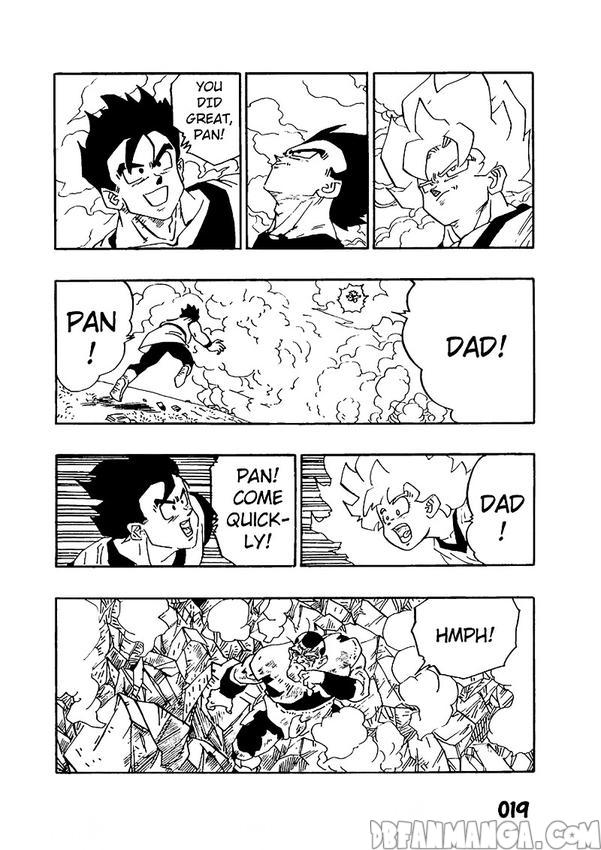 YOU
DID
GREAT,
PAN!
DAD!
PAN
!
DAD
!
PAN!
COME
QUICK-
LY!
HMPH!
019
DBFANMANGA.COM